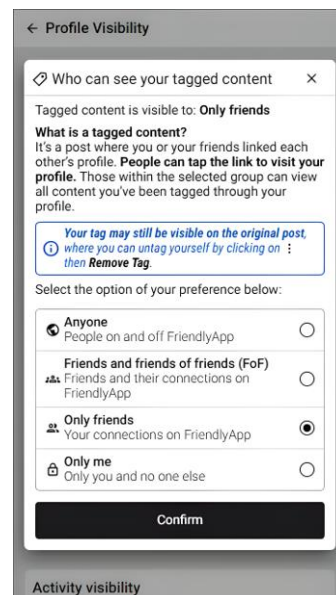 ← Profile Visibility
Who can see your tagged content ×
Tagged content is visible to: Only friends
What is a tagged content?
It's a post where you or your friends linked each
other's profile. People can tap the link to visit your
profile. Those within the selected group can view
all content you've been tagged through your
profile.
Your tag may still be visible on the original post,
where you can untag yourself by clicking on ⋮
then Remove Tag.
Select the option of your preference below:
Anyone
People on and off FriendlyApp
Friends and friends of friends (FoF)
Friends and their connections on
FriendlyApp
Only friends
Your connections on FriendlyApp
Only me
Only you and no one else
Confirm
Activity visibility